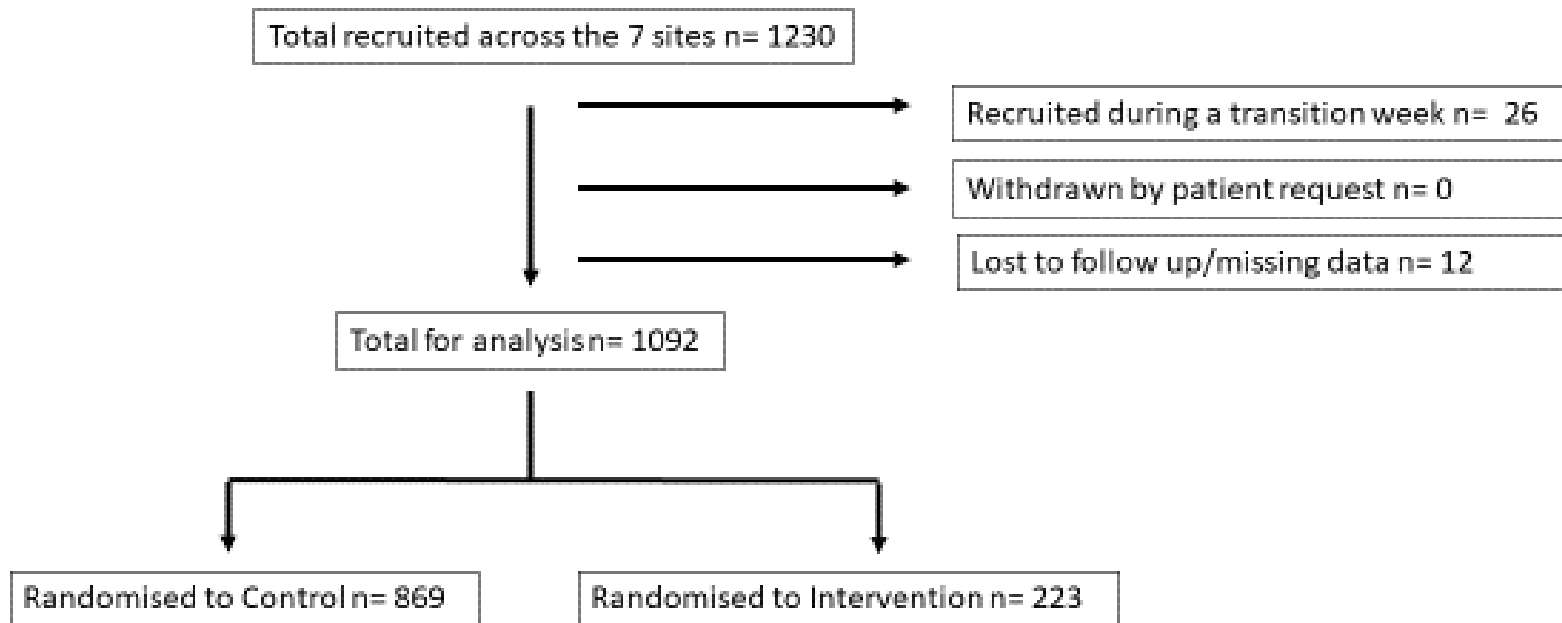 Total recruited across the 7 sites n= 1230
Recruited during a transition week n= 26
Withdrawn by patient request n= 0
Lost to follow up/missing data n= 12
Total for analysis n= 1092
Randomised to Control n= 869
Randomised to Intervention n= 223